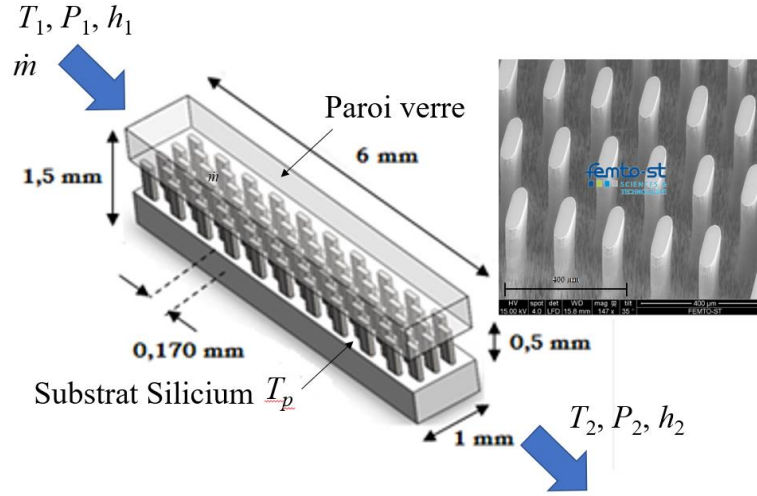 T₁, P₁, h₁
ṁ
Paroi verre
6 mm
1,5 mm
ṁ
0,170 mm
0,5 mm
Substrat Silicium Tₚ
1 mm
T₂, P₂, h₂
femto-st
SCIENCES &
TECHNOLOGIES
400 µm
HV spot det WD mag tilt 400 µm
15.00 kV 4.0 LFD 15.8 mm 147 x 35 ° FEMTO-ST